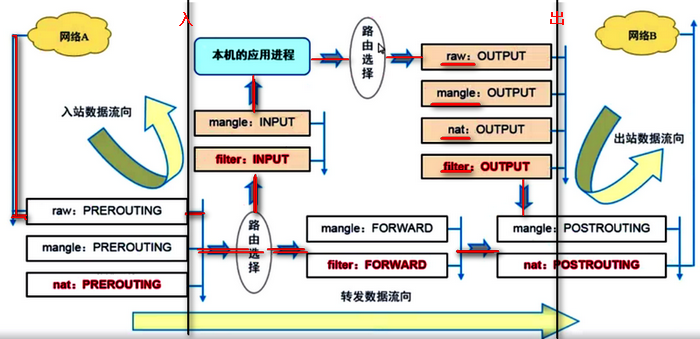 入
出
网络A
网络B
本机的应用进程
路由选择
raw: OUTPUT
mangle: OUTPUT
nat: OUTPUT
filter: OUTPUT
入站数据流向
mangle: INPUT
filter: INPUT
出站数据流向
raw: PREROUTING
mangle: PREROUTING
nat: PREROUTING
路由选择
mangle: FORWARD
filter: FORWARD
mangle: POSTROUTING
nat: POSTROUTING
转发数据流向